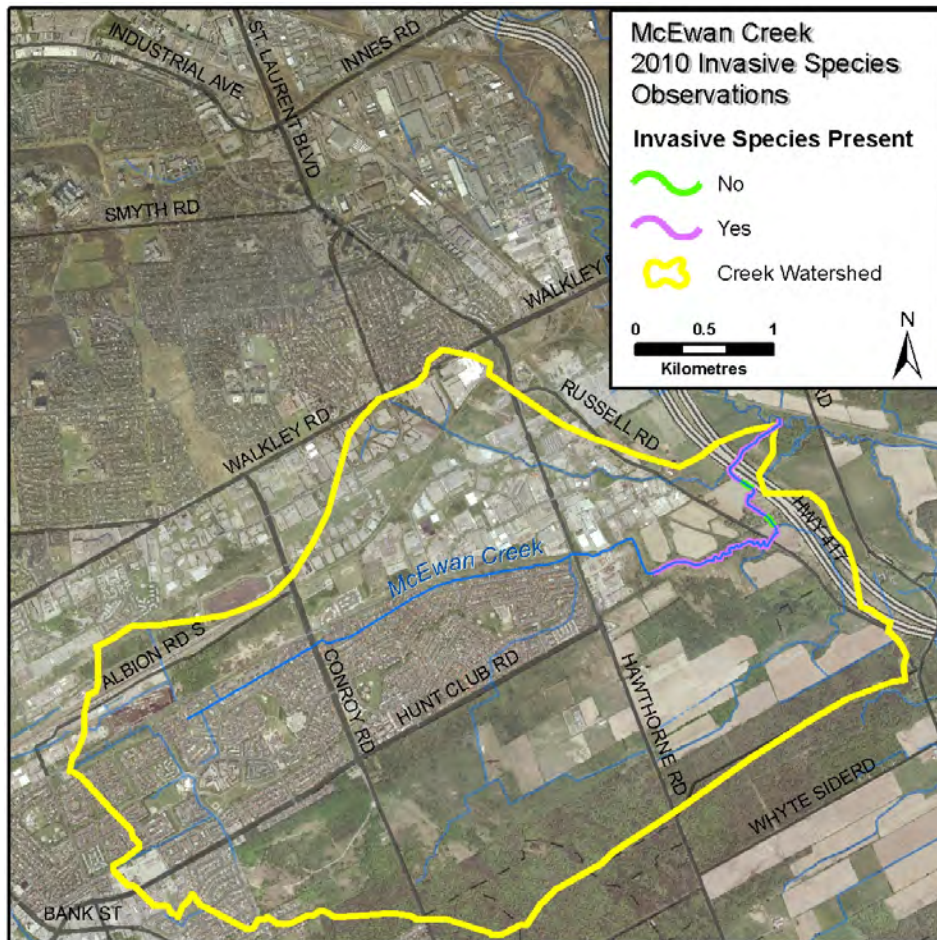 McEwan Creek
2010 Invasive Species
Observations
Invasive Species Present
No
Yes
Creek Watershed
0 0.5 1
Kilometres
N
INDUSTRIAL AVE
ST. LAURENT BLVD
INNES RD
SMYTH RD
WALKLEY
RD
RUSSELL RD
WALKLEY RD
HWY 417
McEwan Creek
ALBION RD S
CONROY RD
HUNT CLUB RD
HAWTHORNE RD
WHYTE SIDERD
BANK ST